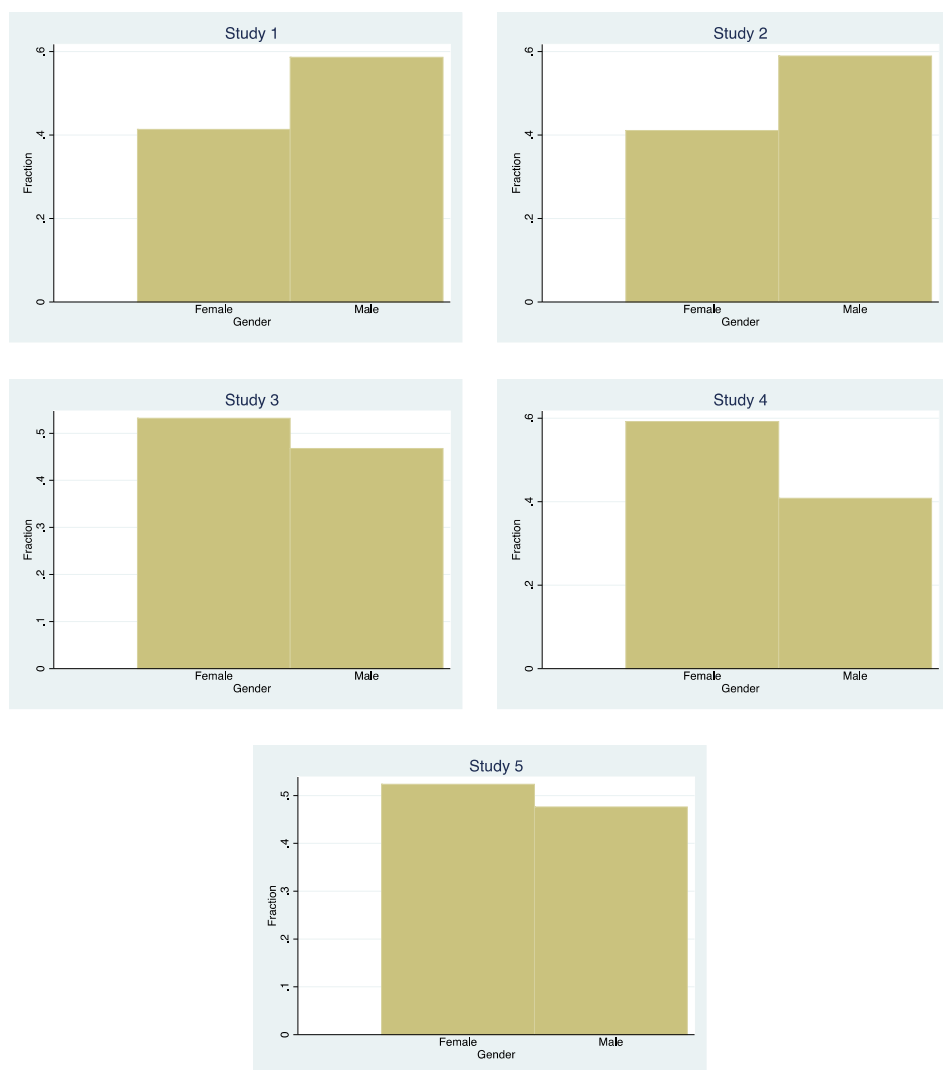 Study 1
.6
.4
.2
0
Fraction
Female Male
Gender
Study 2
.6
.4
.2
0
Fraction
Female Male
Gender
Study 3
.5
.4
.3
.2
.1
0
Fraction
Female Male
Gender
Study 4
.6
.4
.2
0
Fraction
Female Male
Gender
Study 5
.5
.4
.3
.2
.1
0
Fraction
Female Male
Gender